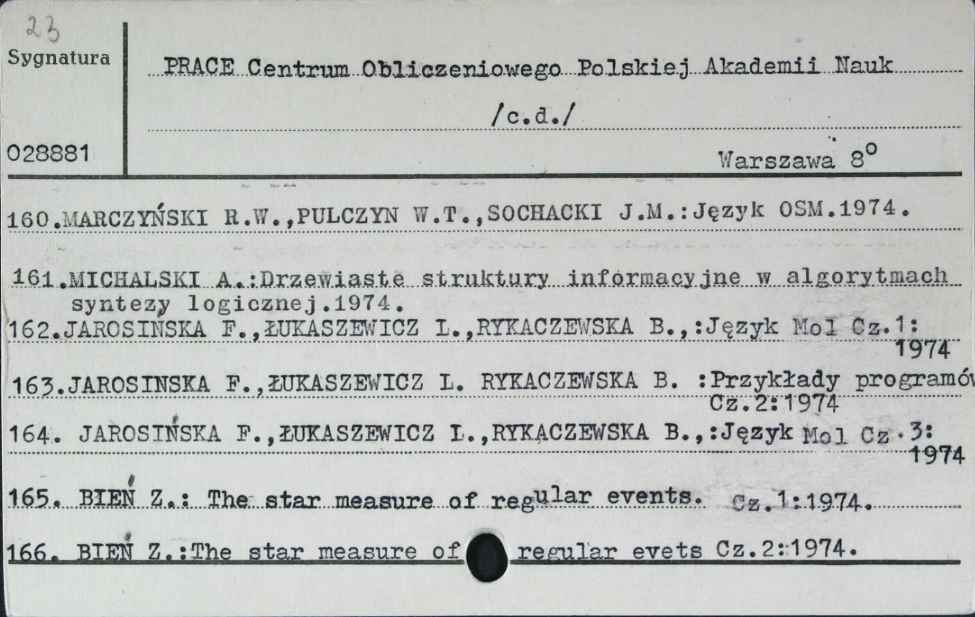 23
Sygnatura
PRACE Centrum Obliczeniowego Polskiej Akademii Nauk
/c.d./
028881
Warszawa 8º
160.MARCZYŃSKI R.W.,PULCZYN W.T.,SOCHACKI J.M.:Język OSM.1974.
161.MICHALSKI A.:Drzewiaste struktury informacyjne w algorytmach
syntezy logicznej.1974.
162.JAROSINSKA F.,ŁUKASZEWICZ L.,RYKACZEWSKA B.,:Język Mol Cz.1:
1974
163.JAROSINSKA F.,ŁUKASZEWICZ L. RYKACZEWSKA B. :Przykłady programów
Cz.2:1974
164. JAROSIŃSKA F.,ŁUKASZEWICZ L.,RYKACZEWSKA B.,:Język Mol Cz.3:
1974
165. BIEŃ Z.: The star measure of regular events. Cz.1:1974.
166. BIEŃ Z.:The star measure of regular evets Cz.2:1974.